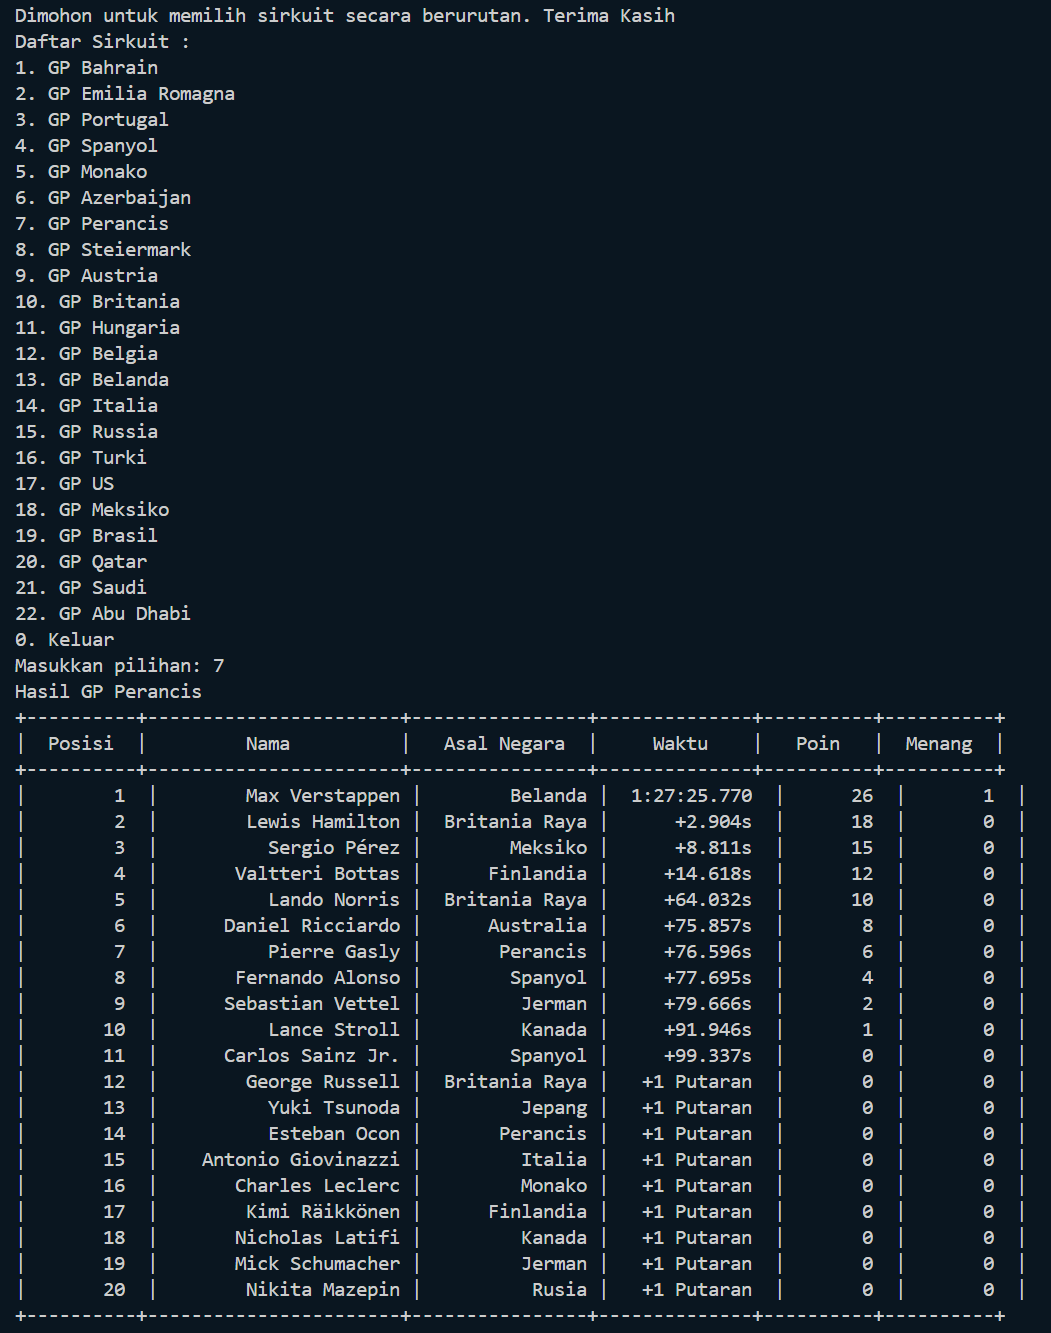 Dimohon untuk memilih sirkuit secara berurutan. Terima Kasih
Daftar Sirkuit :
1. GP Bahrain
2. GP Emilia Romagna
3. GP Portugal
4. GP Spanyol
5. GP Monako
6. GP Azerbaijan
7. GP Perancis
8. GP Steiermark
9. GP Austria
10. GP Britania
11. GP Hungaria
12. GP Belgia
13. GP Belanda
14. GP Italia
15. GP Russia
16. GP Turki
17. GP US
18. GP Meksiko
19. GP Brasil
20. GP Qatar
21. GP Saudi
22. GP Abu Dhabi
0. Keluar
Masukkan pilihan: 7
Hasil GP Perancis
+----------+-----------------------+----------------+--------------+----------+----------+
|  Posisi  |         Nama          |   Asal Negara  |     Waktu    |   Poin   |  Menang  |
+----------+-----------------------+----------------+--------------+----------+----------+
|        1  |        Max Verstappen |        Belanda |  1:27:25.770  |      26  |       1  |
|        2  |        Lewis Hamilton |  Britania Raya |      +2.904s  |      18  |       0  |
|        3  |          Sergio Pérez |        Meksiko |      +8.811s  |      15  |       0  |
|        4  |       Valtteri Bottas |      Finlandia |     +14.618s  |      12  |       0  |
|        5  |          Lando Norris |  Britania Raya |     +64.032s  |      10  |       0  |
|        6  |      Daniel Ricciardo |      Australia |     +75.857s  |       8  |       0  |
|        7  |          Pierre Gasly |       Perancis |     +76.596s  |       6  |       0  |
|        8  |       Fernando Alonso |        Spanyol |     +77.695s  |       4  |       0  |
|        9  |      Sebastian Vettel |         Jerman |     +79.666s  |       2  |       0  |
|       10  |          Lance Stroll |         Kanada |     +91.946s  |       1  |       0  |
|       11  |      Carlos Sainz Jr. |        Spanyol |     +99.337s  |       0  |       0  |
|       12  |        George Russell |  Britania Raya |   +1 Putaran  |       0  |       0  |
|       13  |          Yuki Tsunoda |         Jepang |   +1 Putaran  |       0  |       0  |
|       14  |          Esteban Ocon |       Perancis |   +1 Putaran  |       0  |       0  |
|       15  |    Antonio Giovinazzi |         Italia |   +1 Putaran  |       0  |       0  |
|       16  |       Charles Leclerc |         Monako |   +1 Putaran  |       0  |       0  |
|       17  |        Kimi Räikkönen |      Finlandia |   +1 Putaran  |       0  |       0  |
|       18  |       Nicholas Latifi |         Kanada |   +1 Putaran  |       0  |       0  |
|       19  |       Mick Schumacher |         Jerman |   +1 Putaran  |       0  |       0  |
|       20  |        Nikita Mazepin |          Rusia |   +1 Putaran  |       0  |       0  |
+----------+-----------------------+----------------+--------------+----------+----------+